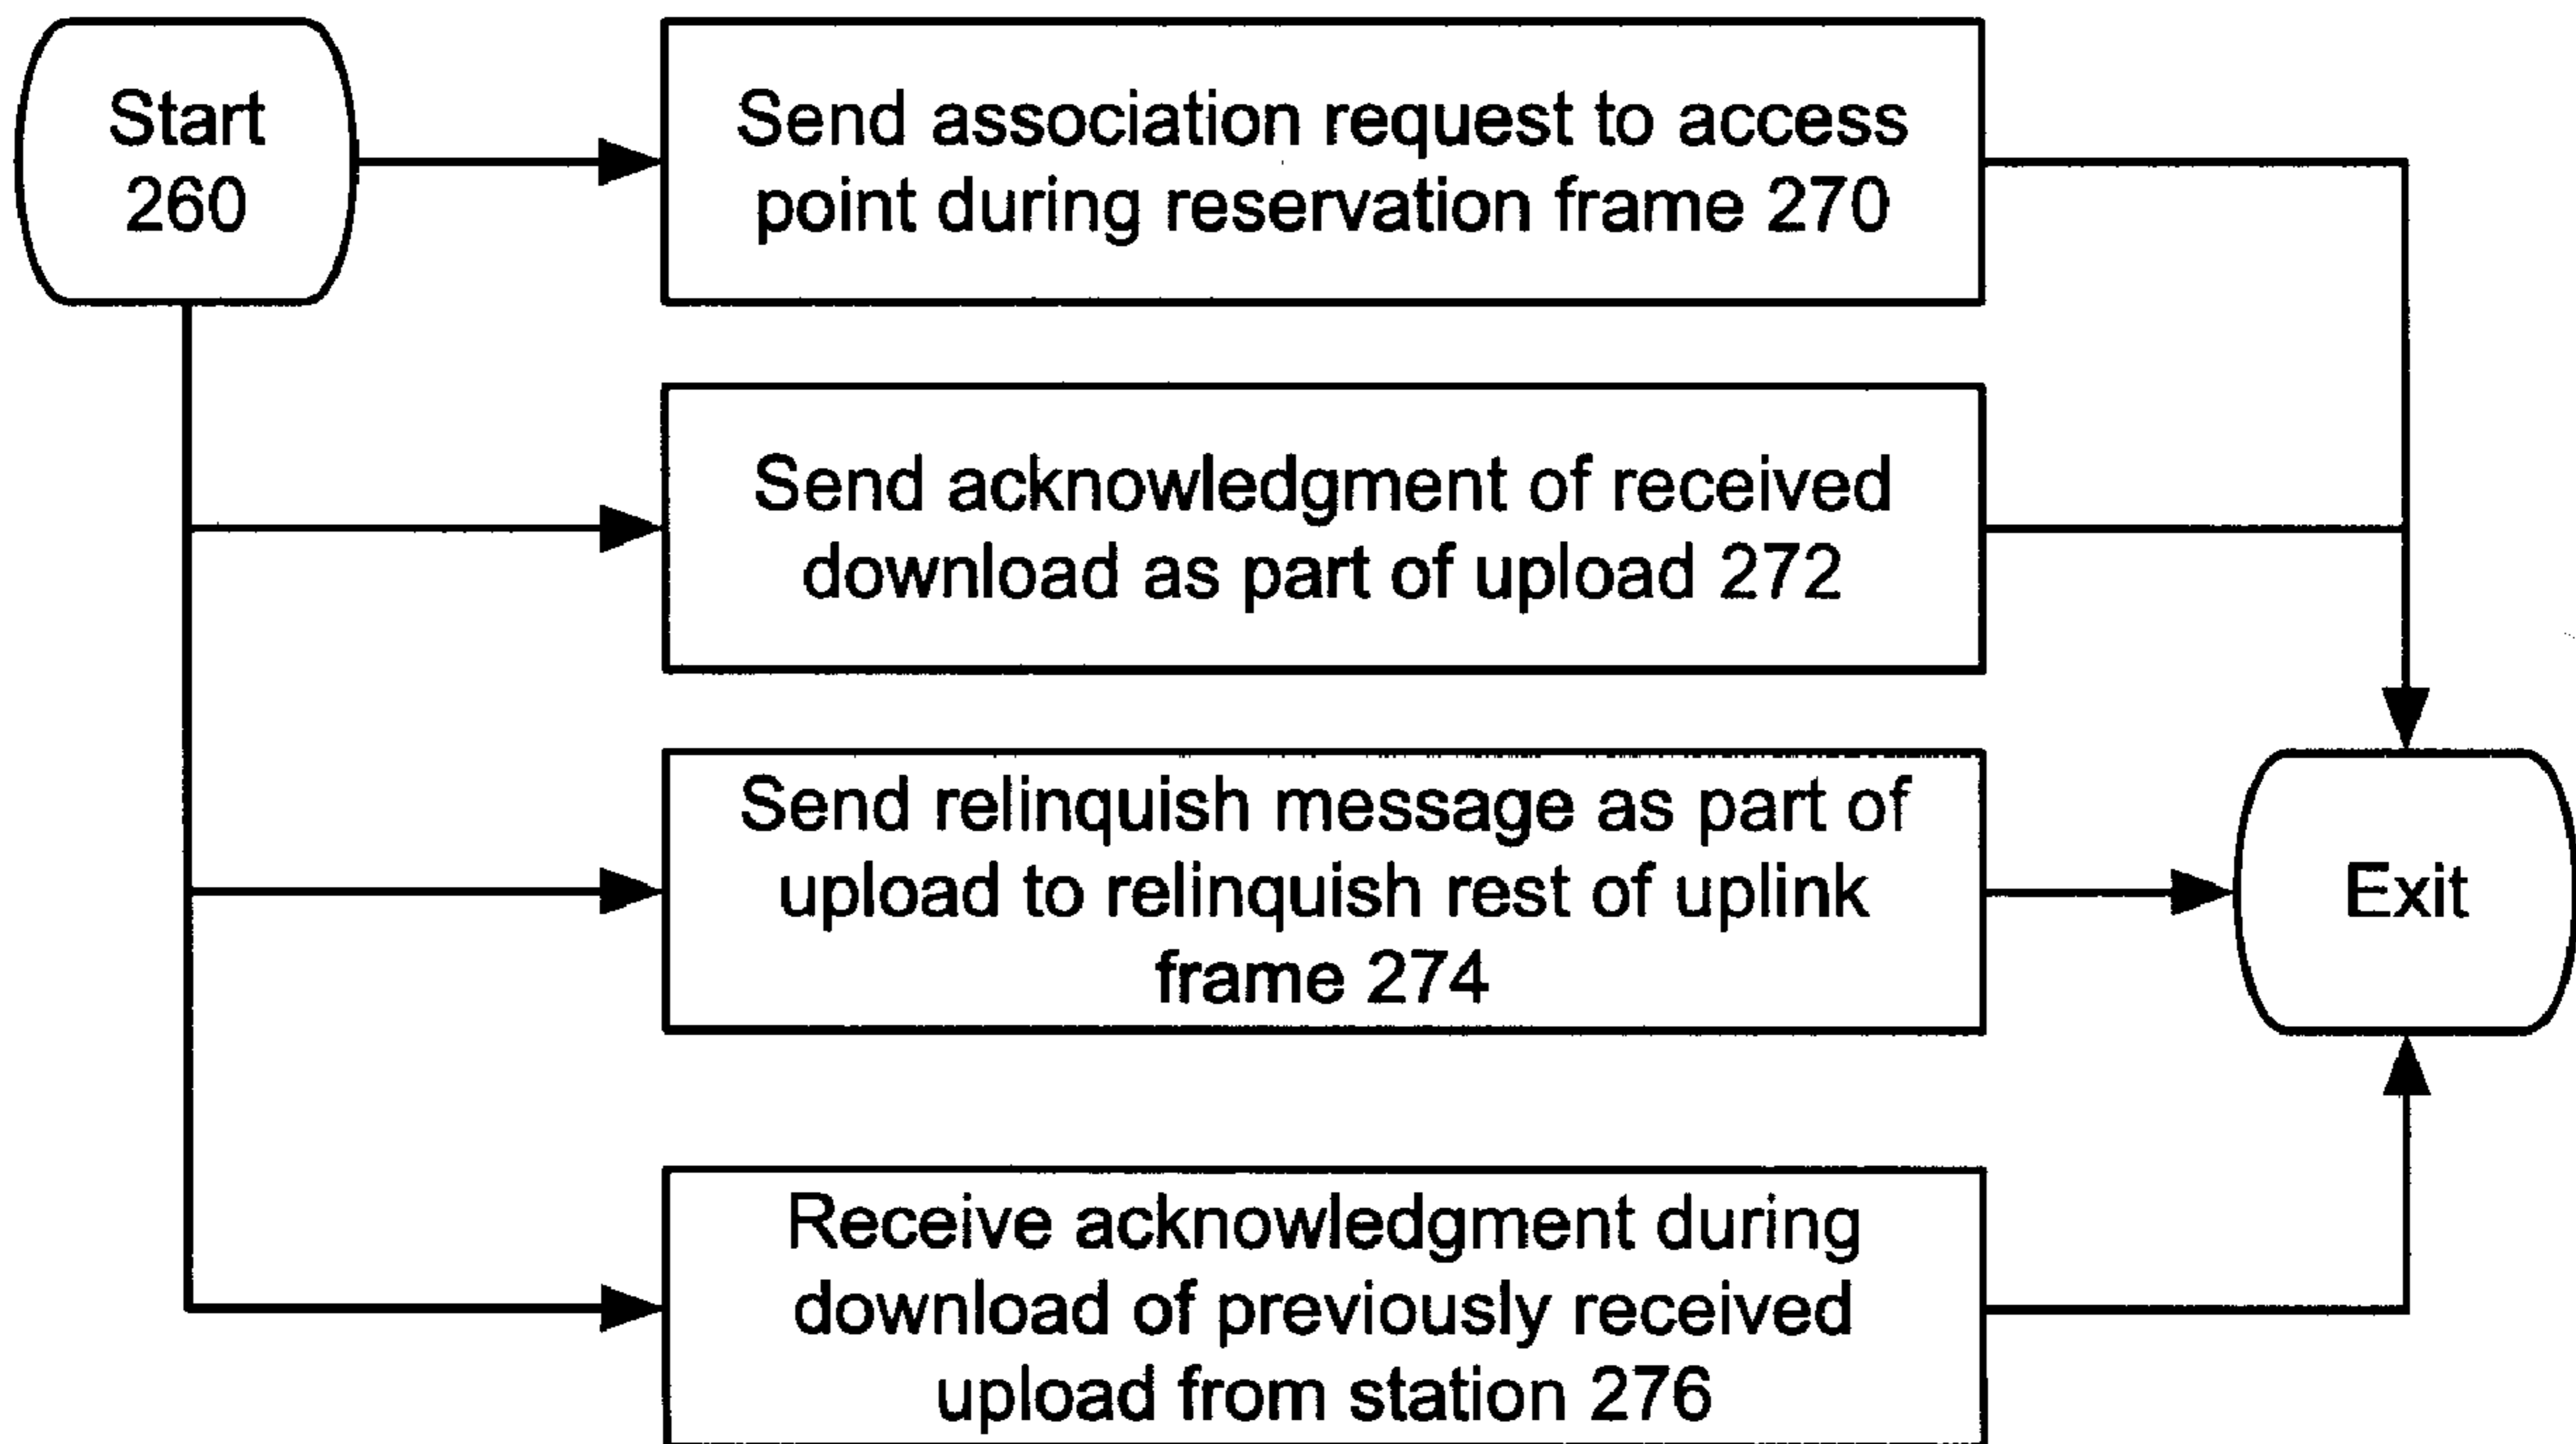 Start
260
Send association request to access
point during reservation frame 270
Send acknowledgment of received
download as part of upload 272
Send relinquish message as part of
upload to relinquish rest of uplink
frame 274
Exit
Receive acknowledgment during
download of previously received
upload from station 276